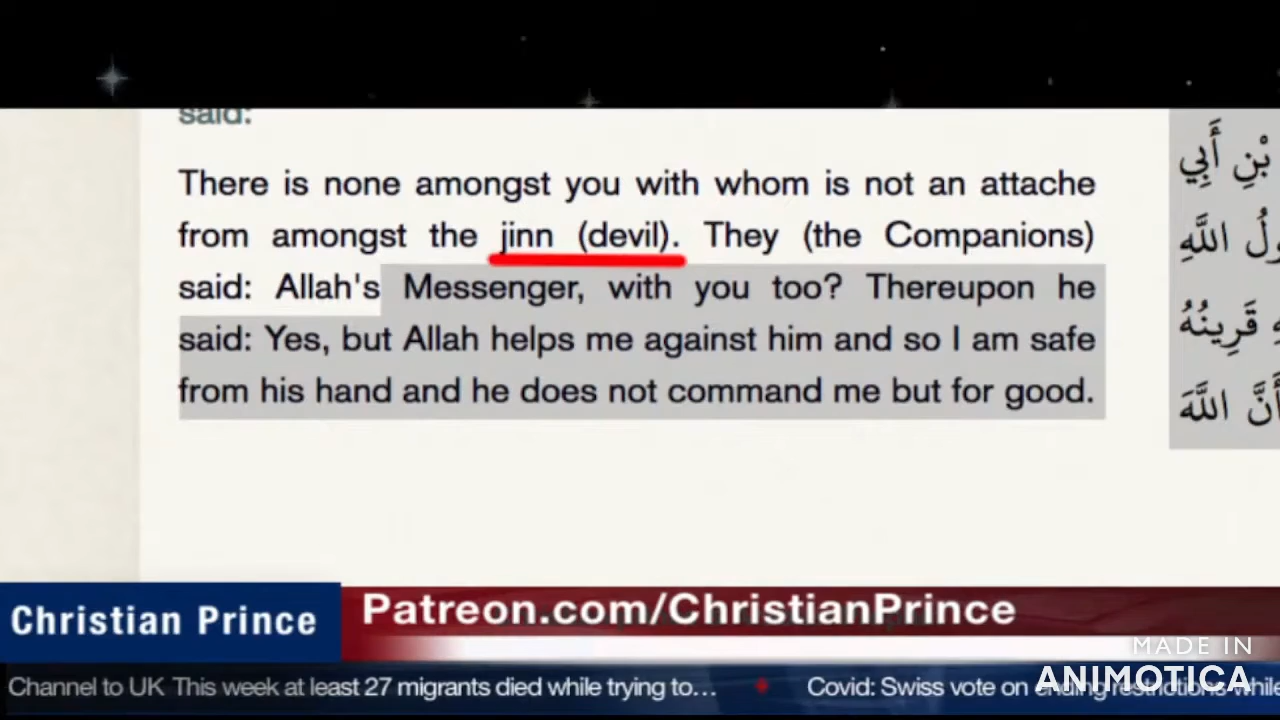 said:
There is none amongst you with whom is not an attache
from amongst the jinn (devil). They (the Companions)
said: Allah's Messenger, with you too? Thereupon he
said: Yes, but Allah helps me against him and so I am safe
from his hand and he does not command me but for good.
بْنِ أَبِي
ولُ اللَّهِ
قَرِينُهُ
أَنَّ اللَّهَ
Christian Prince
Patreon.com/ChristianPrince
MADE IN
ANIMOTICA
Channel to UK This week at least 27 migrants died while trying to… Covid: Swiss vote on ending restrictions while